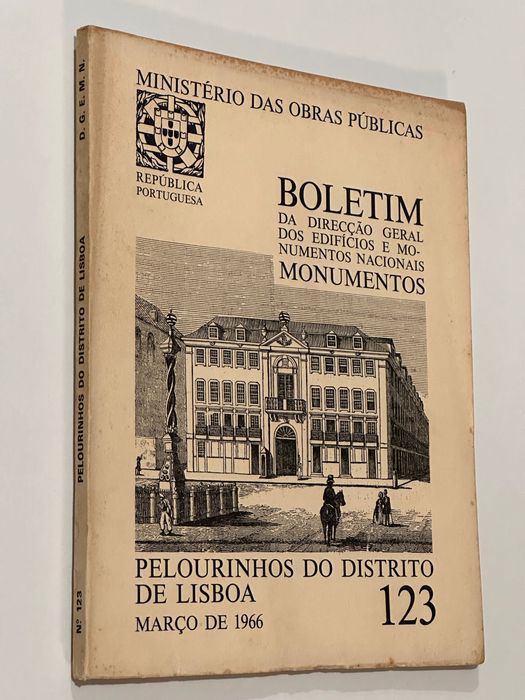 MINISTÉRIO DAS OBRAS PÚBLICAS
REPÚBLICA
PORTUGUESA
BOLETIM
DA DIRECÇÃO GERAL
DOS EDIFÍCIOS E MO-
NUMENTOS NACIONAIS
MONUMENTOS
PELOURINHOS DO DISTRITO
DE LISBOA
MARÇO DE 1966
123
Nº 123
PELOURINHOS DO DISTRITO DE LISBOA
D. G. E. M. N.